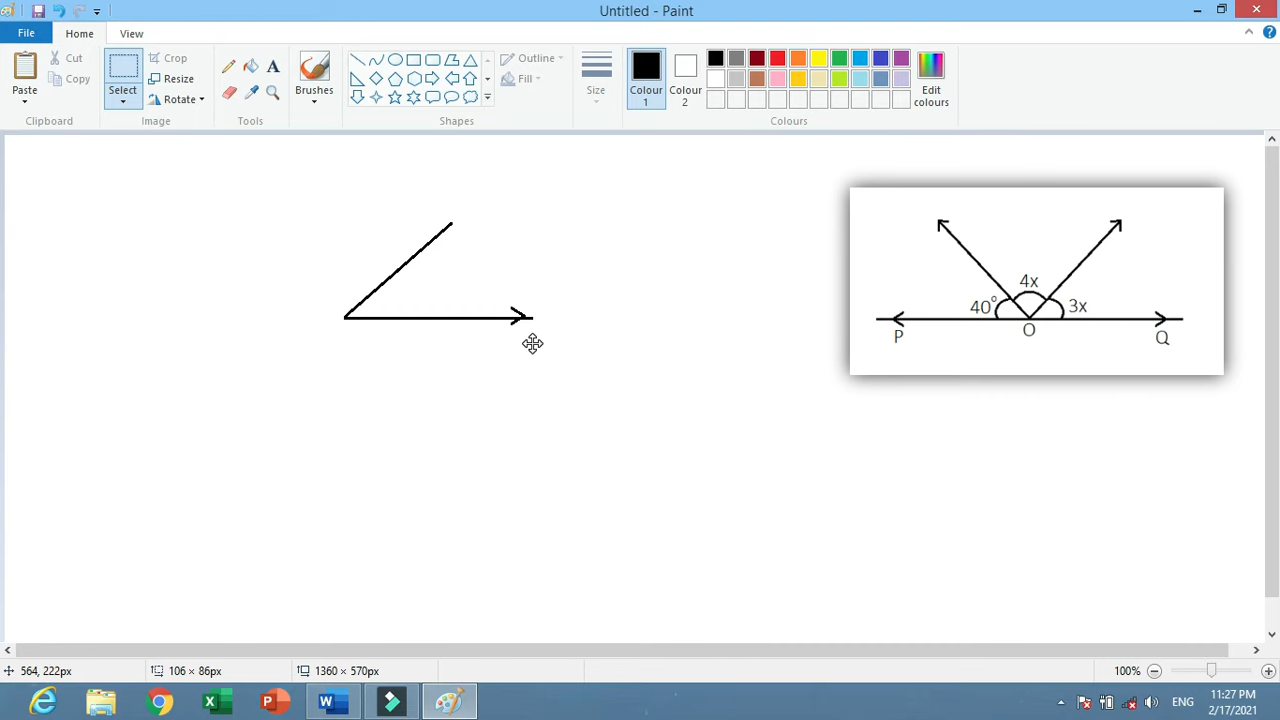 Untitled - Paint
File
Home
View
Paste
Cut
Copy
Clipboard
Select
Crop
Resize
Rotate
Image
Tools
Brushes
Shapes
Outline
Fill
Size
Colour 1
Colour 2
Edit colours
Colours
4x
40°
3x
P
O
Q
564, 222px
106 × 86px
1360 × 570px
100%
ENG
11:27 PM
2/17/2021